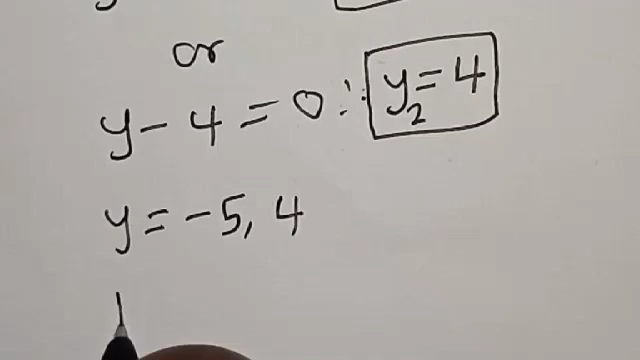 or
y - 4 = 0 ∴ y₂ = 4
y = -5, 4